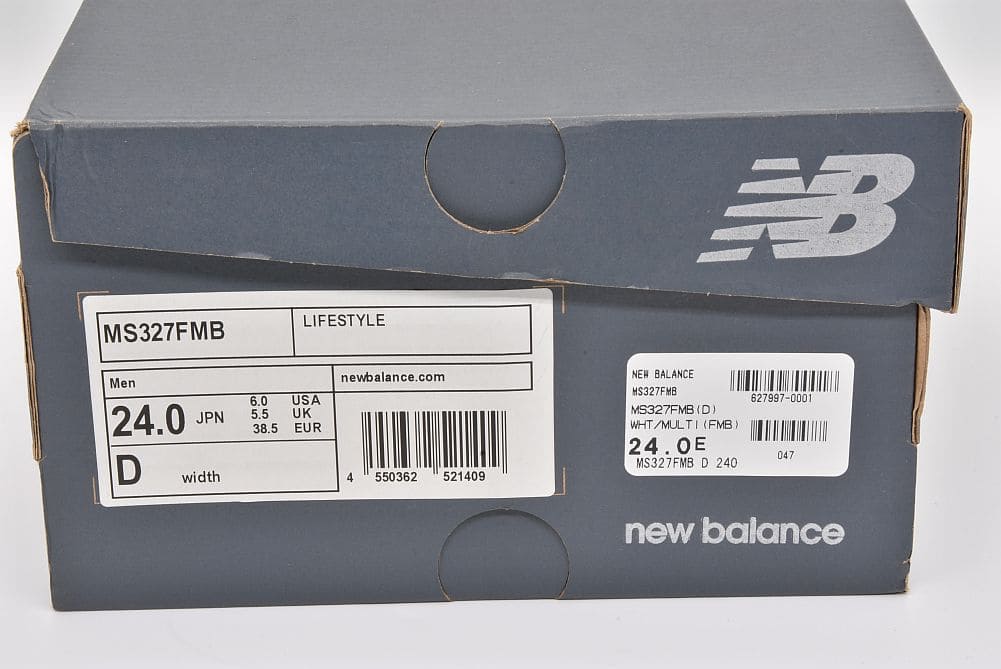 NB
MS327FMB
LIFESTYLE
Men
newbalance.com
24.0 JPN
6.0 USA
5.5 UK
38.5 EUR
D width
4 550362 521409
NEW BALANCE
627997-0001
MS327FMB
MS327FMB(D)
WHT/MULTI(FMB)
24.0E
047
MS327FMB D 240
new balance